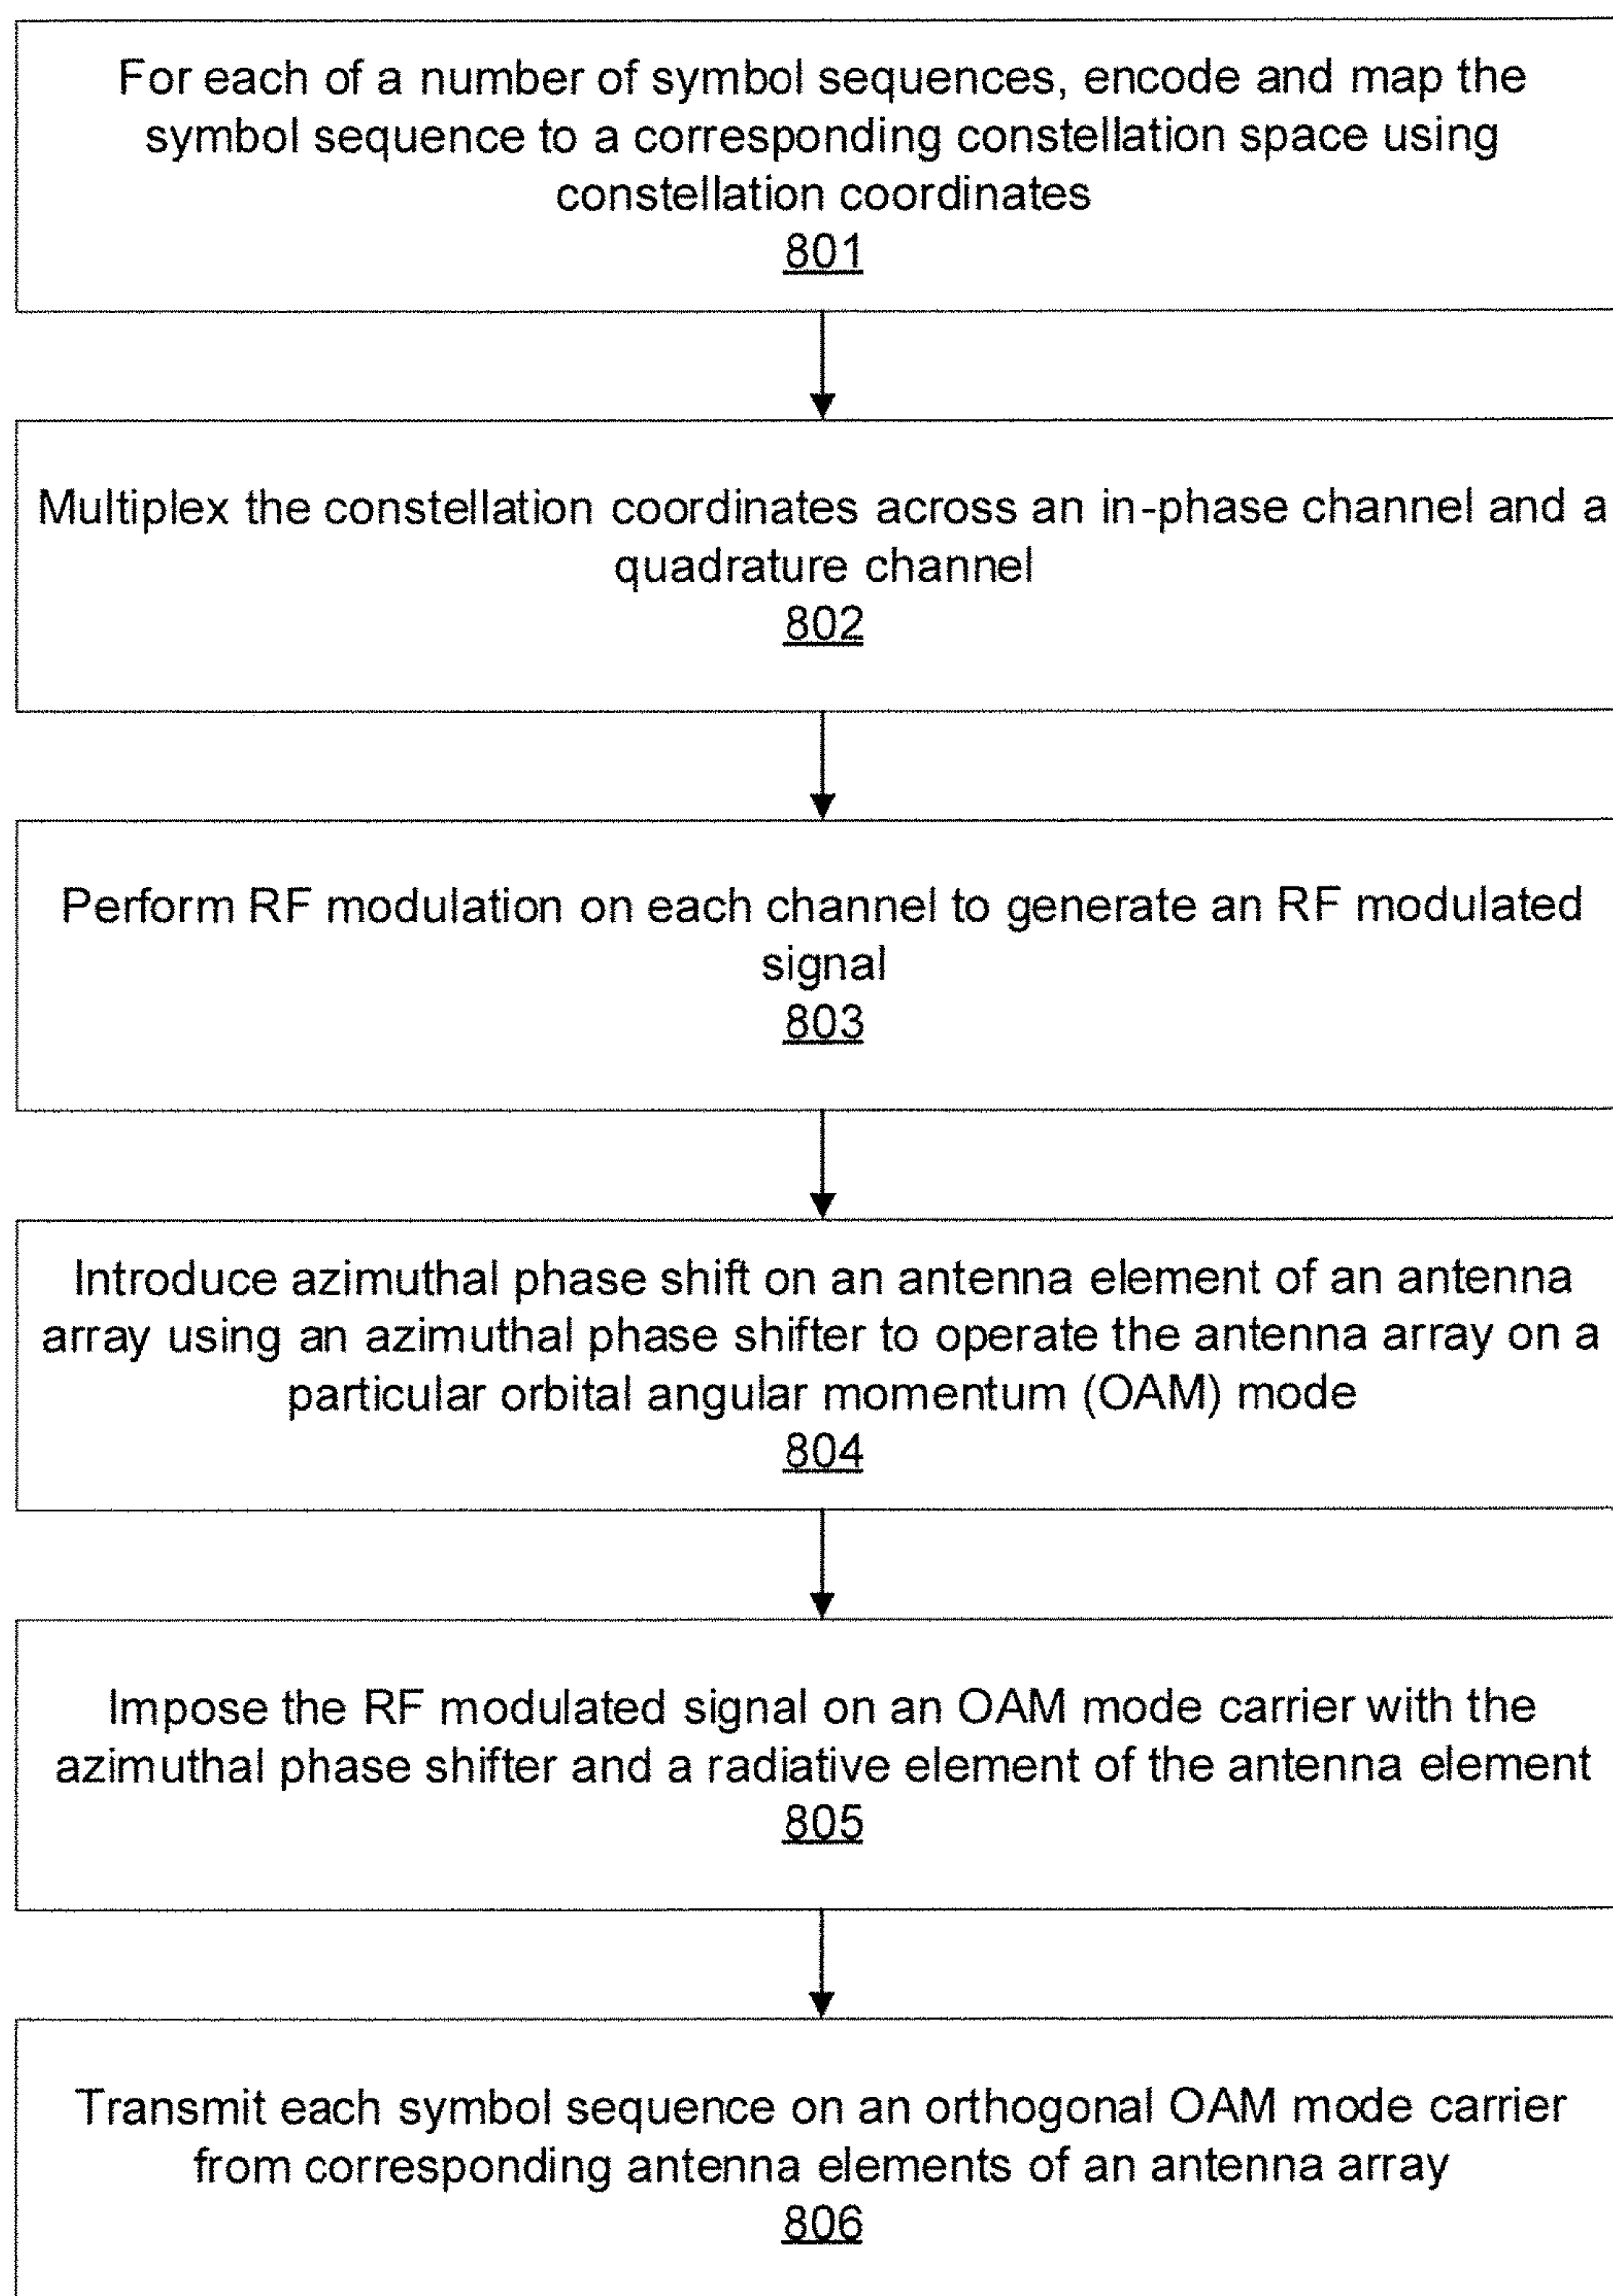 For each of a number of symbol sequences, encode and map the
symbol sequence to a corresponding constellation space using
constellation coordinates
801
Multiplex the constellation coordinates across an in-phase channel and a
quadrature channel
802
Perform RF modulation on each channel to generate an RF modulated
signal
803
Introduce azimuthal phase shift on an antenna element of an antenna
array using an azimuthal phase shifter to operate the antenna array on a
particular orbital angular momentum (OAM) mode
804
Impose the RF modulated signal on an OAM mode carrier with the
azimuthal phase shifter and a radiative element of the antenna element
805
Transmit each symbol sequence on an orthogonal OAM mode carrier
from corresponding antenna elements of an antenna array
806